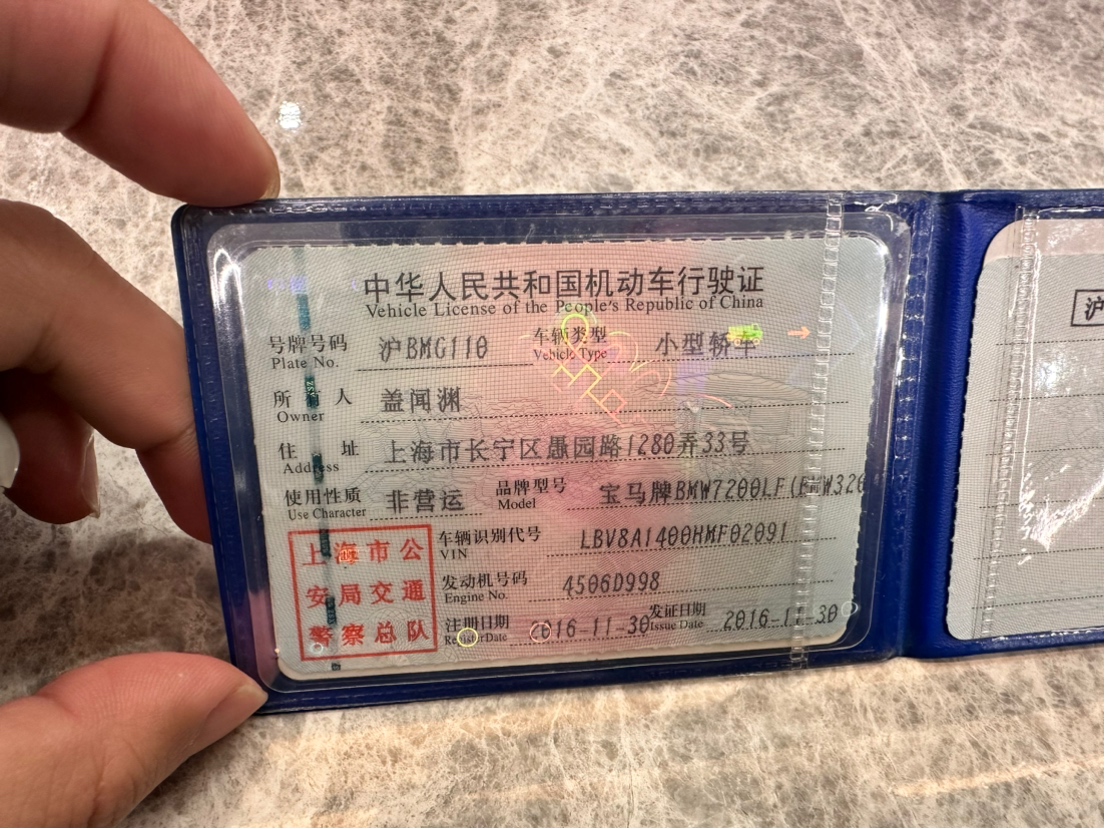 中华人民共和国机动车行驶证
Vehicle License of the People's Republic of China
号牌号码 沪BMG110 车辆类型 小型轿车
Plate No. Vehicle Type
所有人 盖闻渊
Owner
住址 上海市长宁区愚园路1280弄33号
Address
使用性质 非营运 品牌型号 宝马牌BMW7200LF(BMW320
Use Character Model
上海市公
安局交通
警察总队
车辆识别代号 LBV8A1400HMF02091
VIN
发动机号码 4506D998
Engine No.
注册日期 2016-11-30 发证日期 2016-11-30
Register Date Issue Date
沪